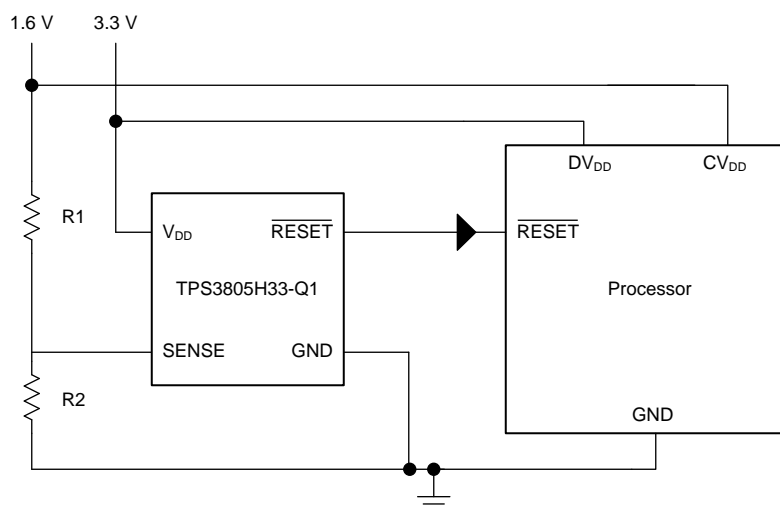 1.6 V
3.3 V
DVDD
CVDD
R1
VDD
RESET
RESET
TPS3805H33-Q1
Processor
SENSE
GND
R2
GND